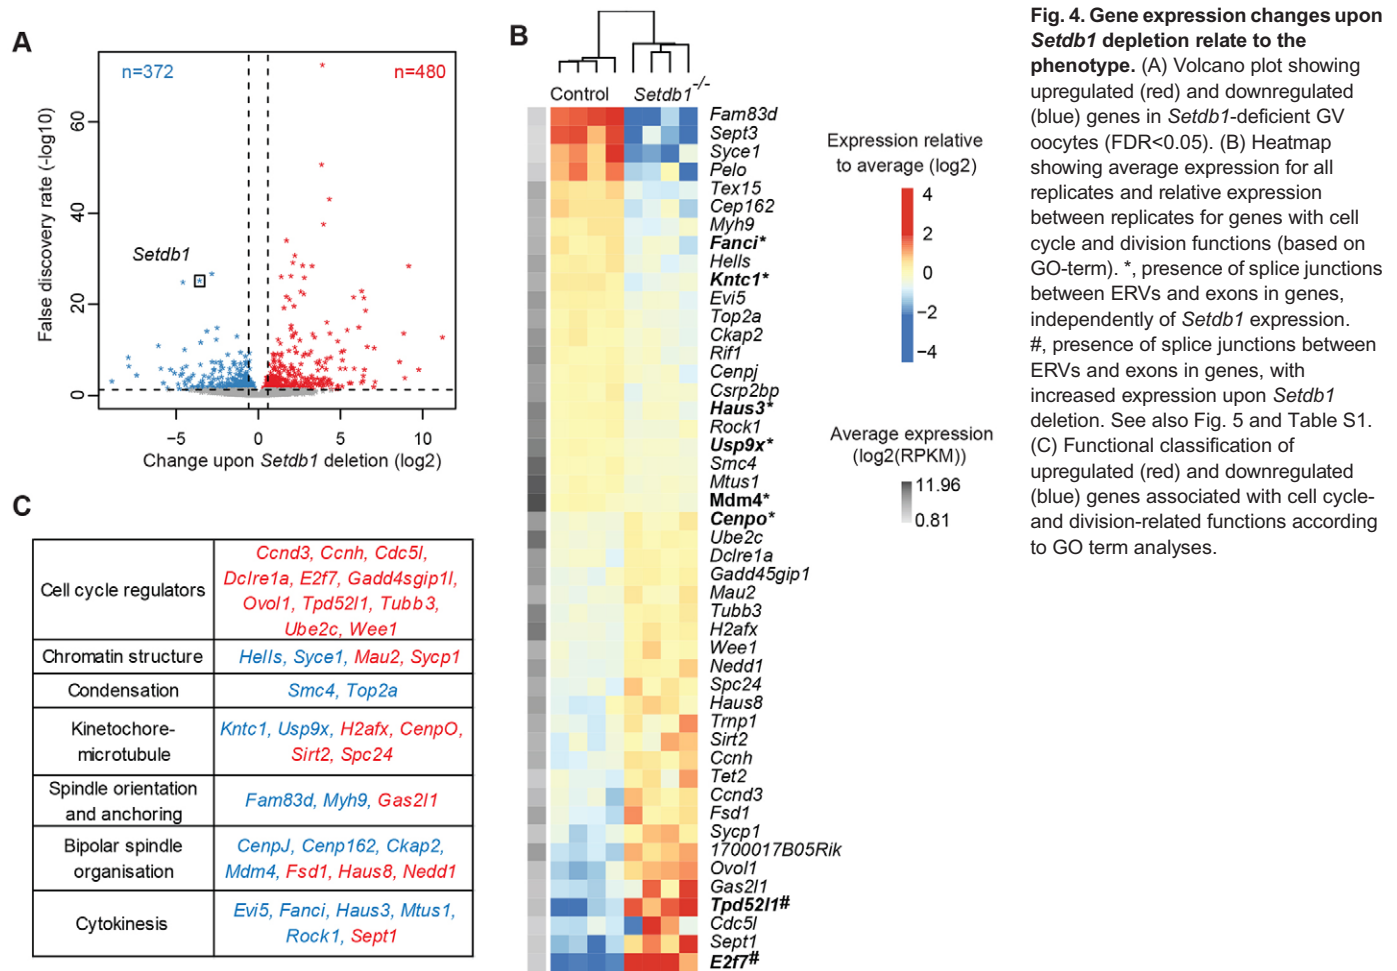 A
n=372
n=480
False discovery rate (-log10)
60
40
20
0
Setdb1
−5
0
5
10
Change upon Setdb1 deletion (log2)
B
Control
Setdb1-/-
Fam83d
Sept3
Syce1
Pelo
Tex15
Cep162
Myh9
Fanci*
Hells
Kntc1*
Evi5
Top2a
Ckap2
Rif1
Cenpj
Csrp2bp
Haus3*
Rock1
Usp9x*
Smc4
Mtus1
Mdm4*
Cenpo*
Ube2c
Dclre1a
Gadd45gip1
Mau2
Tubb3
H2afx
Wee1
Nedd1
Spc24
Haus8
Trnp1
Sirt2
Ccnh
Tet2
Ccnd3
Fsd1
Sycp1
1700017B05Rik
Ovol1
Gas2l1
Tpd52l1#
Cdc5l
Sept1
E2f7#
Expression relative
to average (log2)
4
2
0
−2
−4
Average expression
(log2(RPKM))
11.96
0.81
C
Cell cycle regulators
Ccnd3, Ccnh, Cdc5l,
Dclre1a, E2f7, Gadd4sgip1l,
Ovol1, Tpd52l1, Tubb3,
Ube2c, Wee1
Chromatin structure
Hells, Syce1, Mau2, Sycp1
Condensation
Smc4, Top2a
Kinetochore-
microtubule
Kntc1, Usp9x, H2afx, CenpO,
Sirt2, Spc24
Spindle orientation
and anchoring
Fam83d, Myh9, Gas2l1
Bipolar spindle
organisation
CenpJ, Cenp162, Ckap2,
Mdm4, Fsd1, Haus8, Nedd1
Cytokinesis
Evi5, Fanci, Haus3, Mtus1,
Rock1, Sept1
Fig. 4. Gene expression changes upon
Setdb1 depletion relate to the
phenotype. (A) Volcano plot showing
upregulated (red) and downregulated
(blue) genes in Setdb1-deficient GV
oocytes (FDR<0.05). (B) Heatmap
showing average expression for all
replicates and relative expression
between replicates for genes with cell
cycle and division functions (based on
GO-term). *, presence of splice junctions
between ERVs and exons in genes,
independently of Setdb1 expression.
#, presence of splice junctions between
ERVs and exons in genes, with
increased expression upon Setdb1
deletion. See also Fig. 5 and Table S1.
(C) Functional classification of
upregulated (red) and downregulated
(blue) genes associated with cell cycle-
and division-related functions according
to GO term analyses.